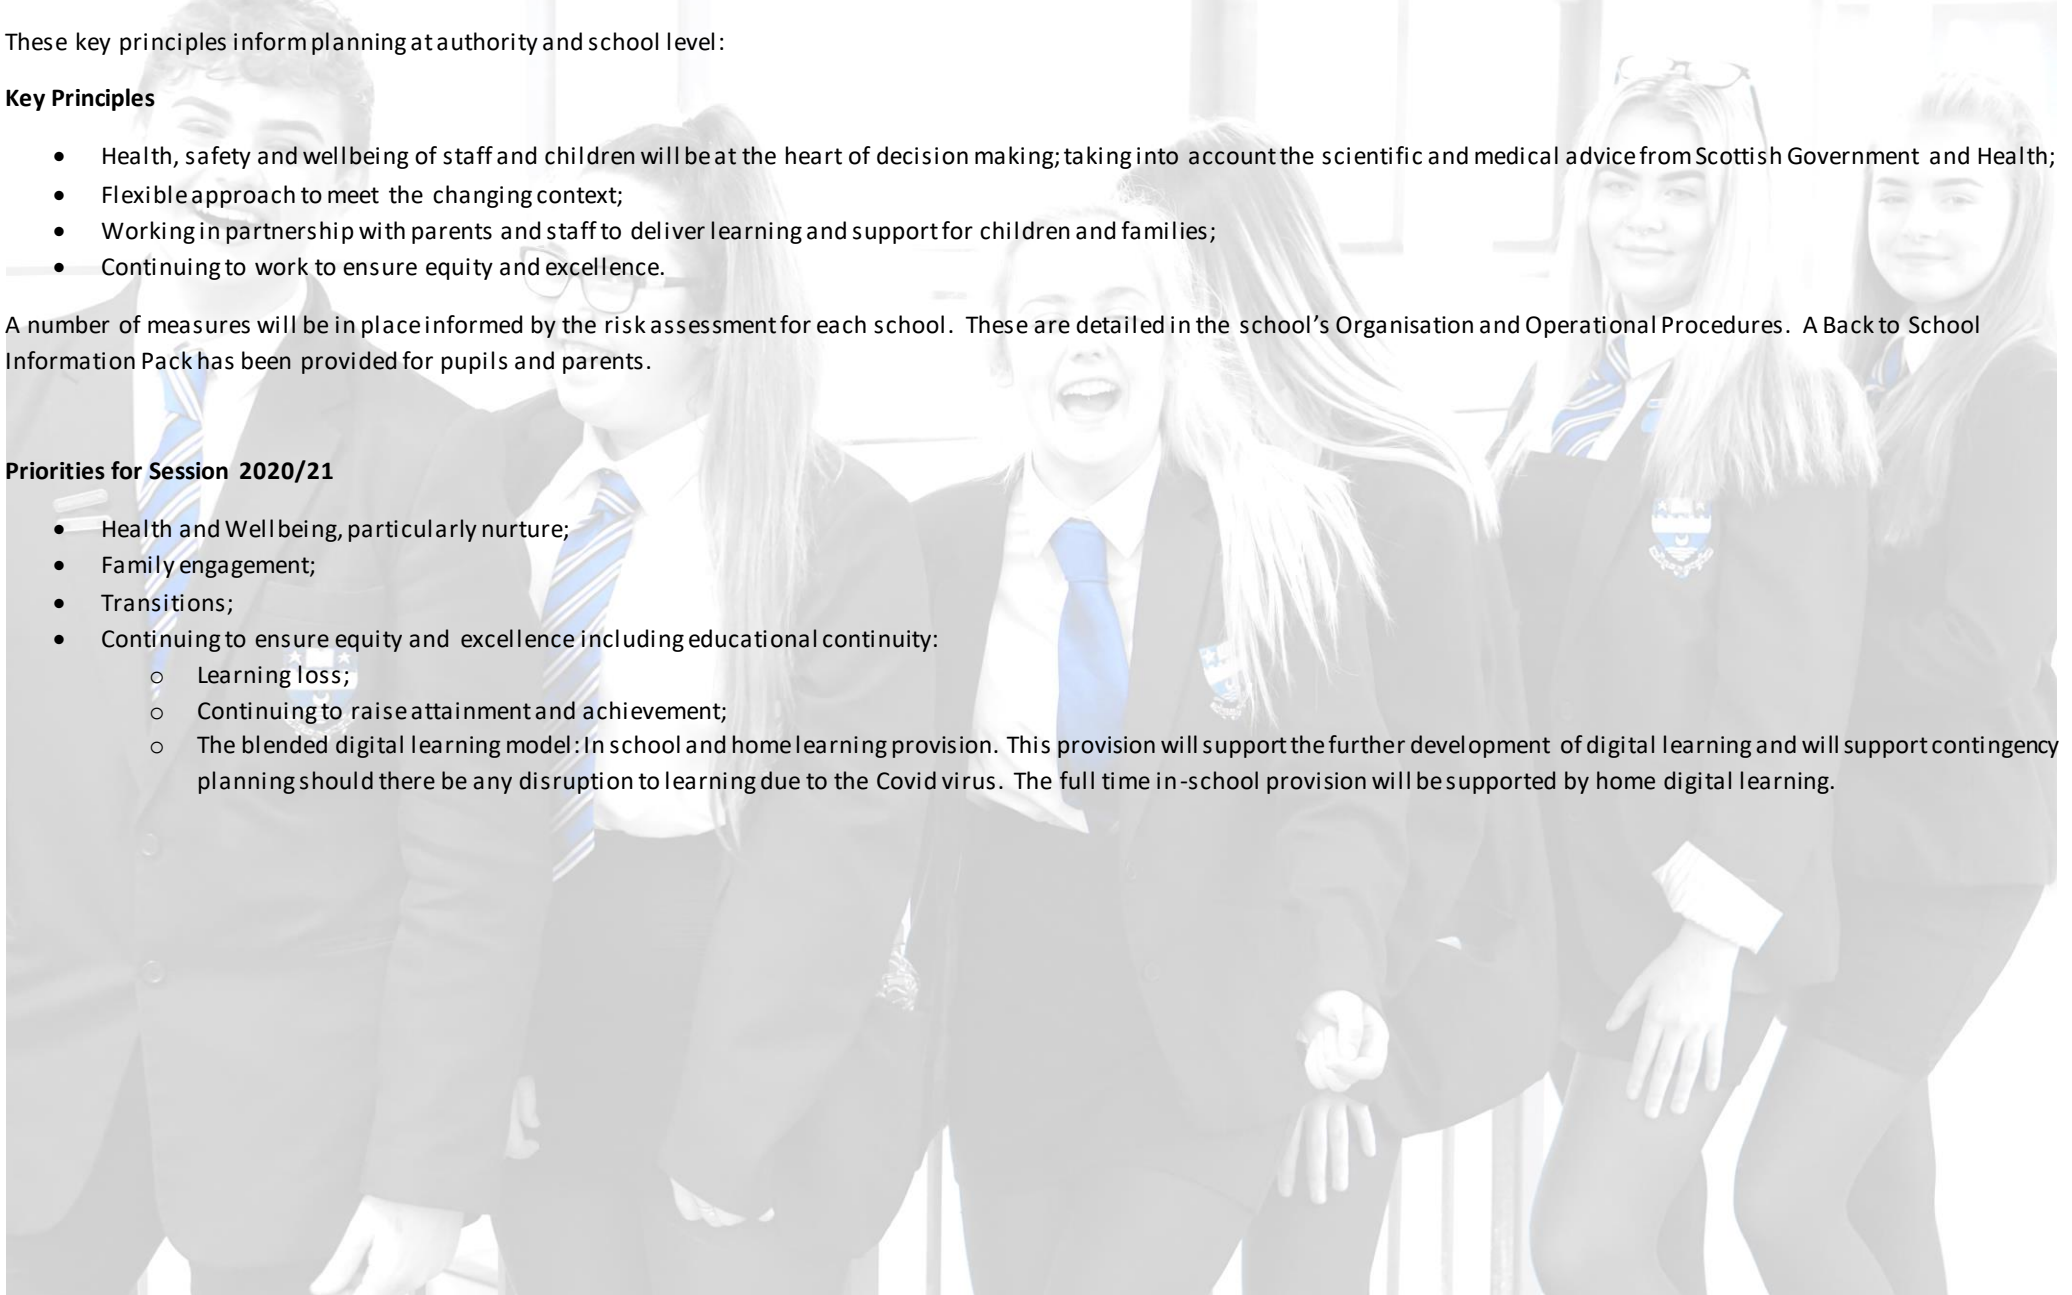 These key principles inform planning at authority and school level:
Key Principles
• Health, safety and wellbeing of staff and children will be at the heart of decision making; taking into account the scientific and medical advice from Scottish Government and Health;
• Flexible approach to meet the changing context;
• Working in partnership with parents and staff to deliver learning and support for children and families;
• Continuing to work to ensure equity and excellence.
A number of measures will be in place informed by the risk assessment for each school. These are detailed in the school’s Organisation and Operational Procedures. A Back to School
Information Pack has been provided for pupils and parents.
Priorities for Session 2020/21
• Health and Wellbeing, particularly nurture;
• Family engagement;
• Transitions;
• Continuing to ensure equity and excellence including educational continuity:
o Learning loss;
o Continuing to raise attainment and achievement;
o The blended digital learning model: In school and home learning provision. This provision will support the further development of digital learning and will support contingency
planning should there be any disruption to learning due to the Covid virus. The full time in-school provision will be supported by home digital learning.